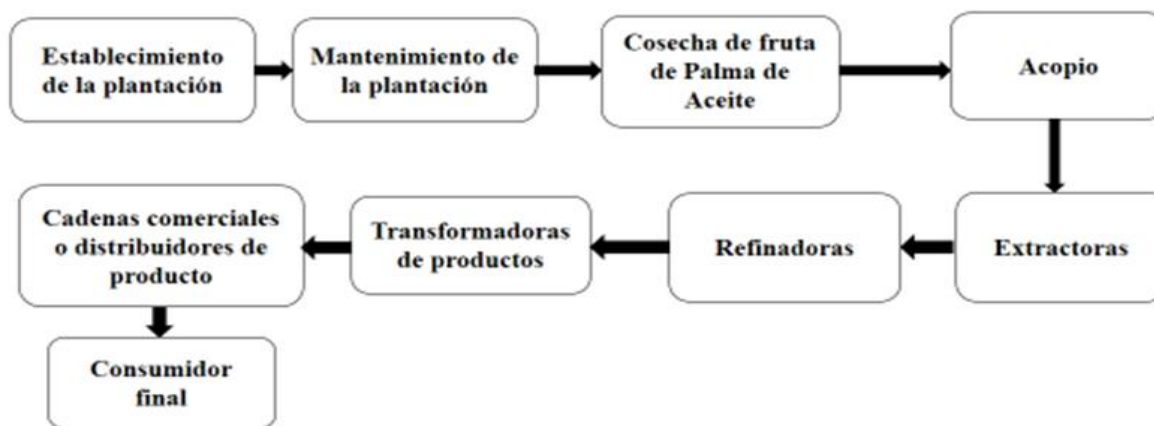 Establecimiento
de la plantación
Mantenimiento de
la plantación
Cosecha de fruta
de Palma de
Aceite
Acopio
Extractoras
Refinadoras
Transformadoras
de productos
Cadenas comerciales
o distribuidores de
producto
Consumidor
final